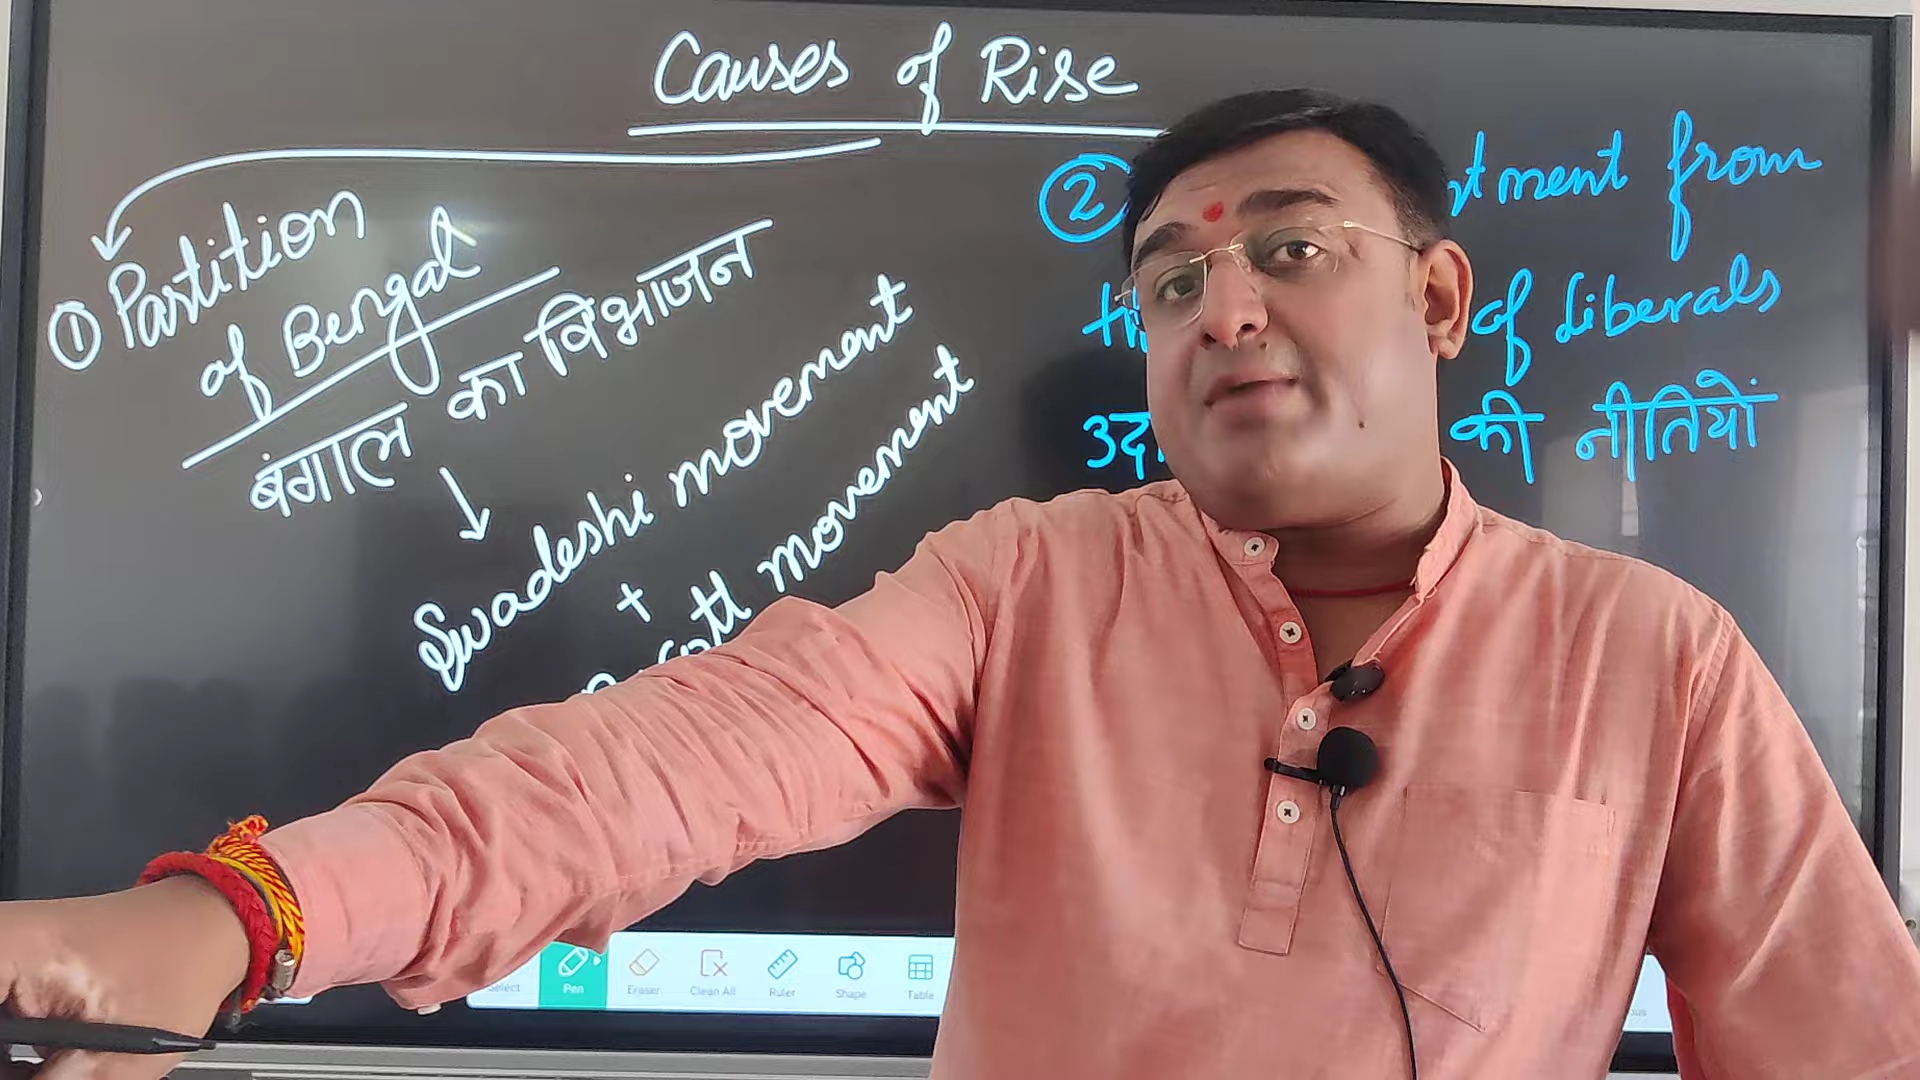 Causes of Rise
① Partition
of Bengal
बंगाल का विभाजन
↓
Swadeshi movement
+
movement
② from
of Liberals
की नीतियों
Select Pen Eraser Clean All Ruler Shape Table